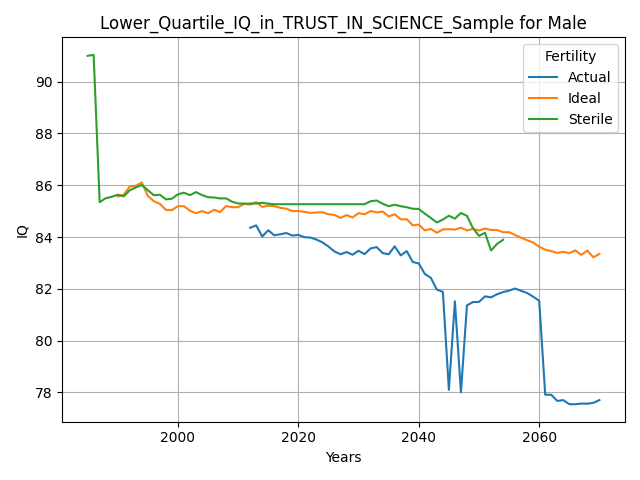 Lower_Quartile_IQ_in_TRUST_IN_SCIENCE_Sample for Male
Fertility
Actual
Ideal
Sterile
90
88
86
84
82
80
78
IQ
2000
2020
2040
2060
Years